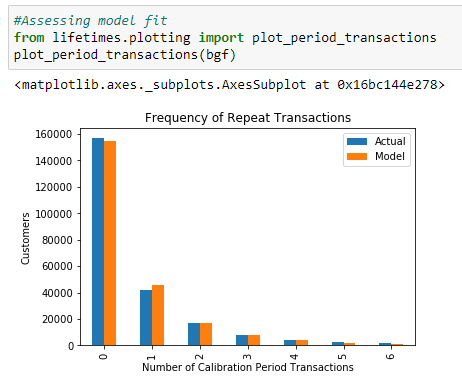 #Assessing model fit
from lifetimes.plotting import plot_period_transactions
plot_period_transactions(bgf)
<matplotlib.axes._subplots.AxesSubplot at 0x16bc144e278>
Frequency of Repeat Transactions
Actual
Model
160000
140000
120000
100000
80000
60000
40000
20000
0
Customers
0 1 2 3 4 5 6
Number of Calibration Period Transactions